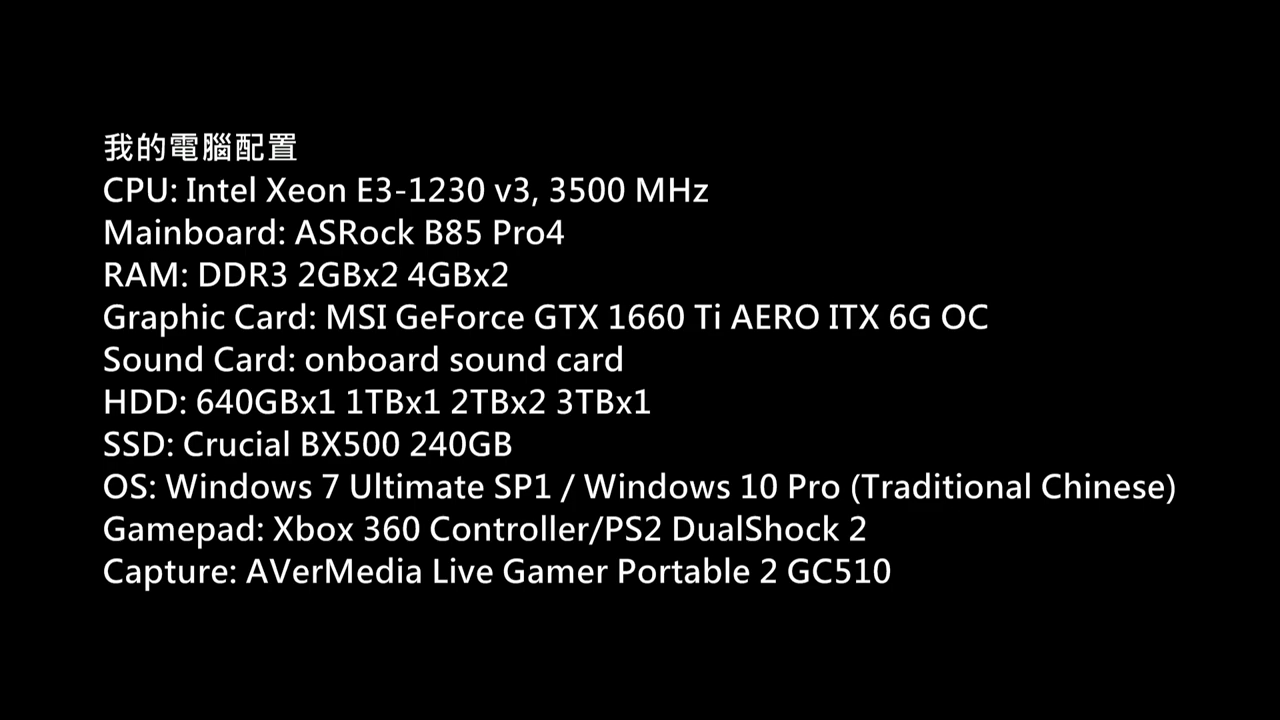 我的電腦配置
CPU: Intel Xeon E3-1230 v3, 3500 MHz
Mainboard: ASRock B85 Pro4
RAM: DDR3 2GBx2 4GBx2
Graphic Card: MSI GeForce GTX 1660 Ti AERO ITX 6G OC
Sound Card: onboard sound card
HDD: 640GBx1 1TBx1 2TBx2 3TBx1
SSD: Crucial BX500 240GB
OS: Windows 7 Ultimate SP1 / Windows 10 Pro (Traditional Chinese)
Gamepad: Xbox 360 Controller/PS2 DualShock 2
Capture: AVerMedia Live Gamer Portable 2 GC510